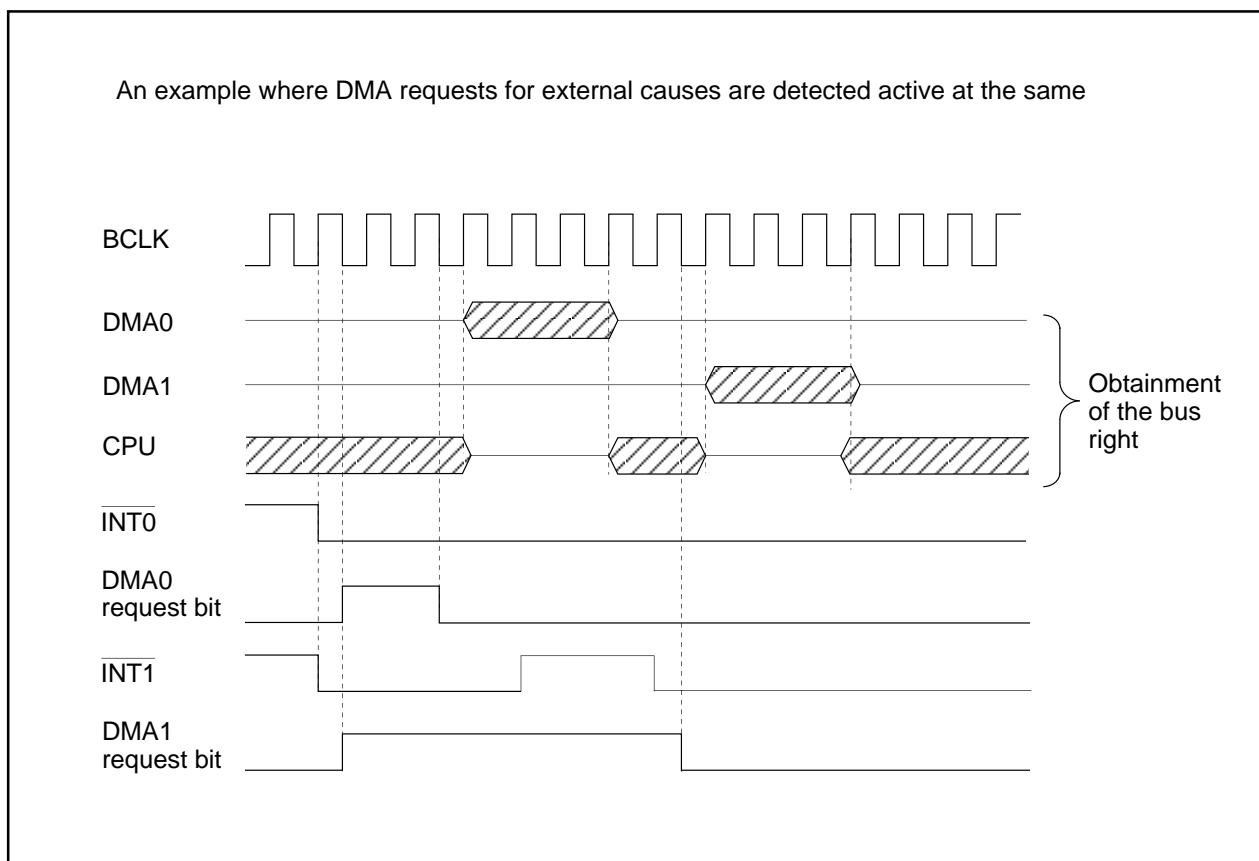 An example where DMA requests for external causes are detected active at the same
BCLK
DMA0
DMA1
CPU
Obtainment
of the bus
right
INT0
DMA0
request bit
INT1
DMA1
request bit